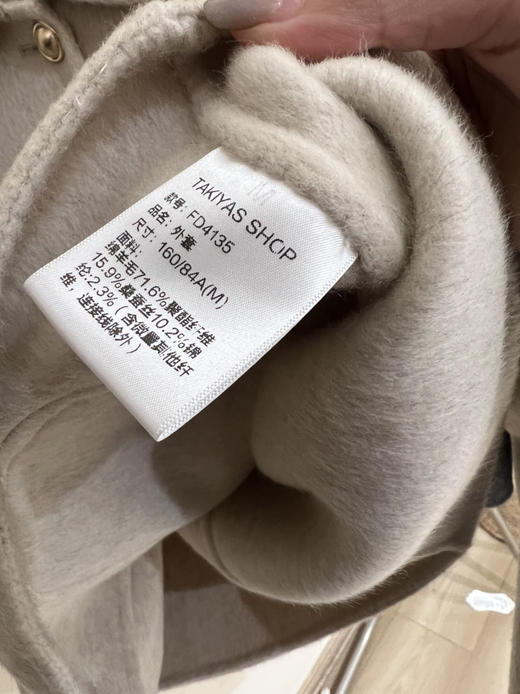 TAKIYAS SHOP
款号: FD4135
品名: 外套
尺寸: 160/84A(M)
面料:
绵羊毛71.6%聚酯纤维
15.9%桑蚕丝10.2%锦
纶:2.3%（含微量其他纤
维、连接线除外）
M